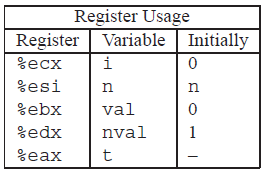 Register Usage
Register Variable Initially
%ecx i 0
%esi n n
%ebx val 0
%edx nval 1
%eax t –